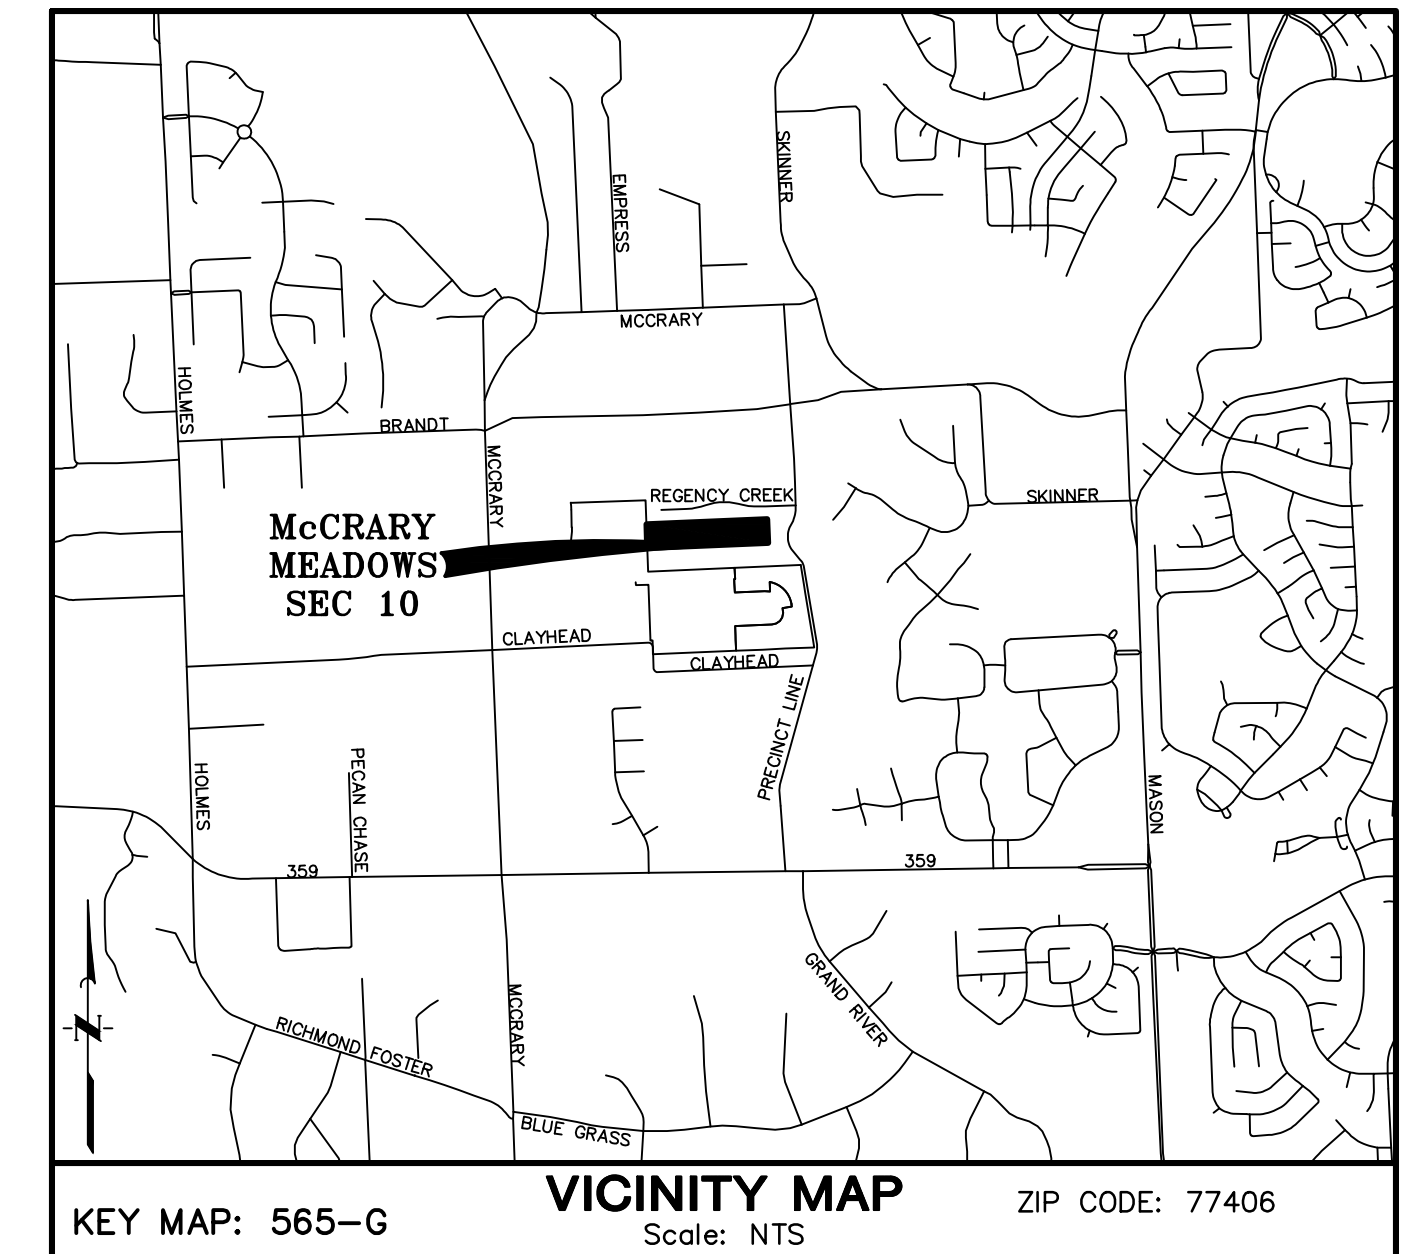 SKINNER
EMPRESS
MCCRARY
HOLMES
BRANDT
MCCRARY
REGENCY CREEK
SKINNER
McCRARY
MEADOWS
SEC 10
CLAYHEAD
CLAYHEAD
PRECINCT LINE
HOLMES
PECAN CHASE
MASON
359
359
GRAND RIVER
MCCRARY
RICHMOND FOSTER
N
BLUE GRASS
VICINITY MAP
KEY MAP: 565-G
Scale: NTS
ZIP CODE: 77406